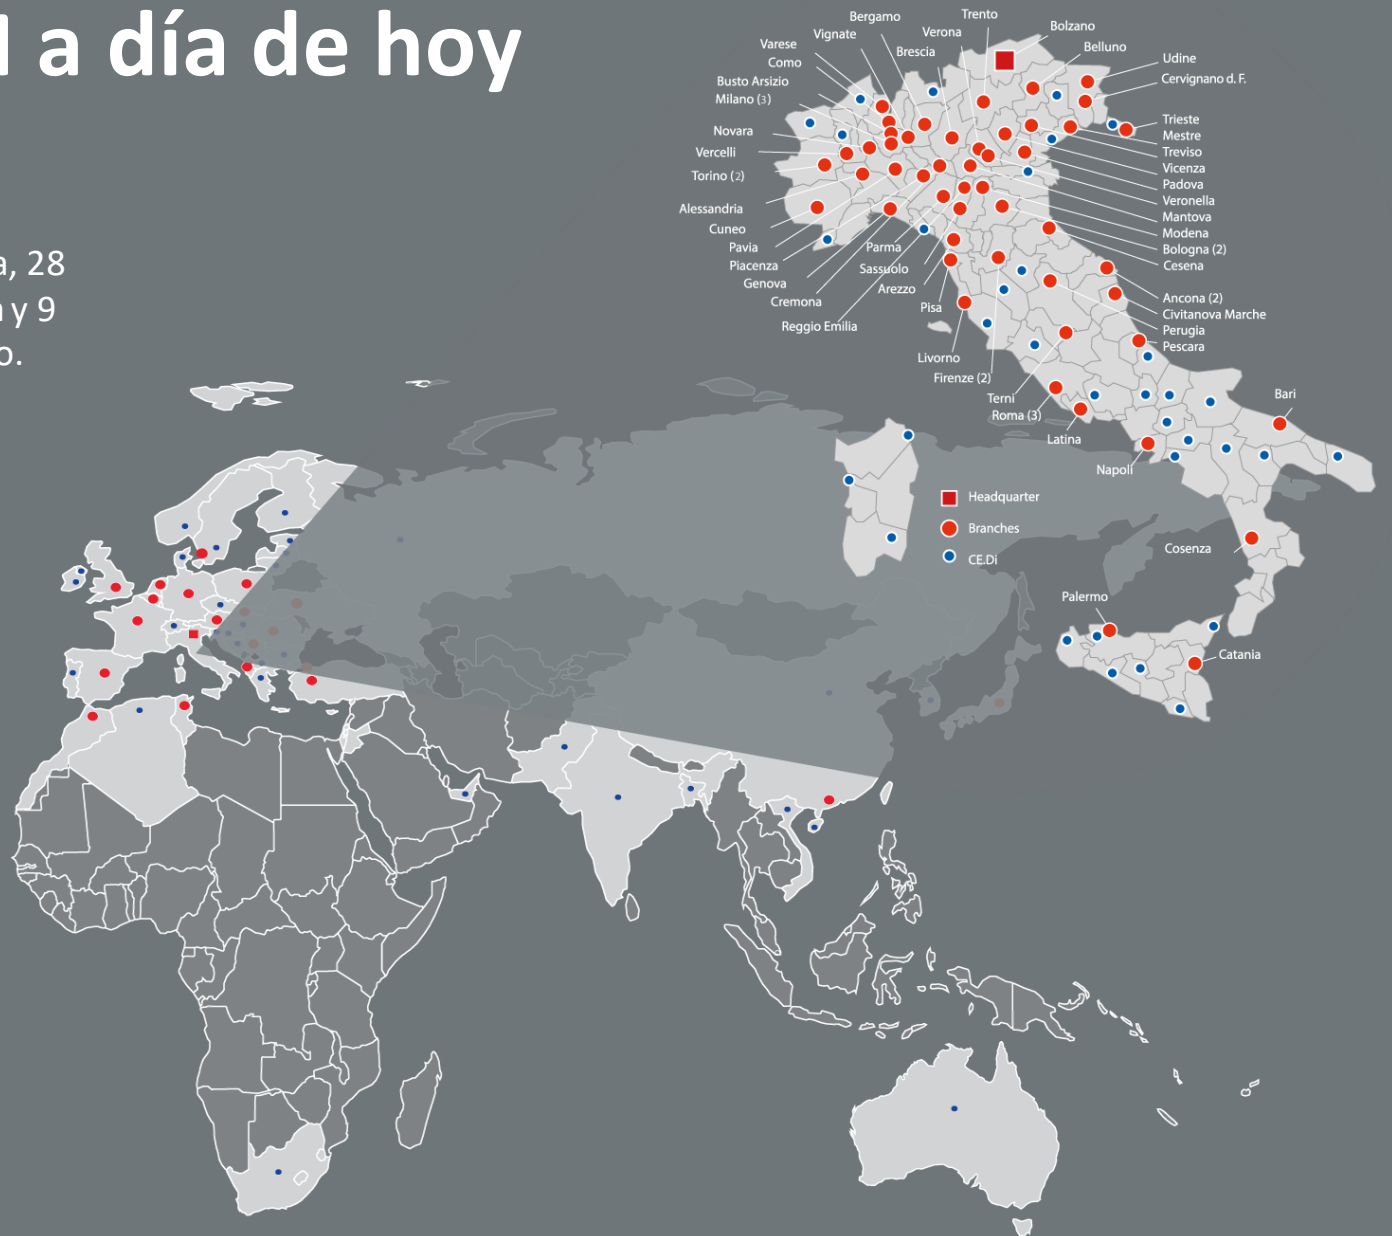 a día de hoy
a, 28
y 9
o.
Trento
Bergamo
Bolzano
Verona
Vignate
Belluno
Varese
Brescia
Udine
Como
Cervignano d. F.
Busto Arsizio
Milano (3)
Trieste
Novara
Mestre
Vercelli
Treviso
Vicenza
Torino (2)
Padova
Veronella
Alessandria
Mantova
Cuneo
Modena
Pavia
Parma
Bologna (2)
Piacenza
Sassuolo
Cesena
Genova
Arezzo
Cremona
Pisa
Ancona (2)
Reggio Emilia
Civitanova Marche
Perugia
Pescara
Livorno
Firenze (2)
Terni
Roma (3)
Bari
Latina
Napoli
Headquarter
Branches
CE.Di
Cosenza
Palermo
Catania